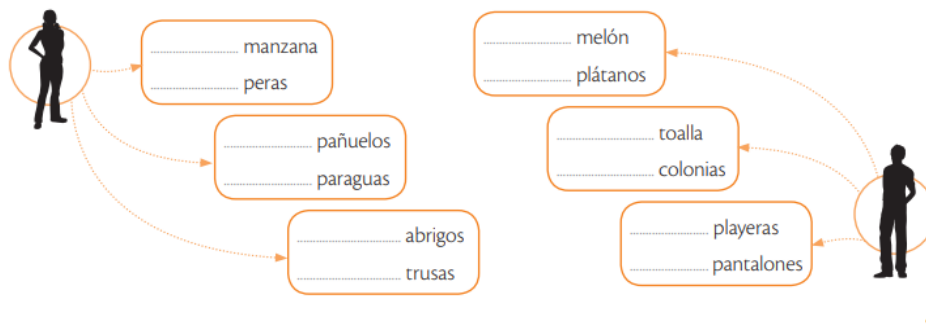 ........................ manzana
........................ peras
........................ pañuelos
........................ paraguas
............................ abrigos
............................ trusas
........................ melón
........................ plátanos
........................... toalla
........................... colonias
...................... playeras
...................... pantalones